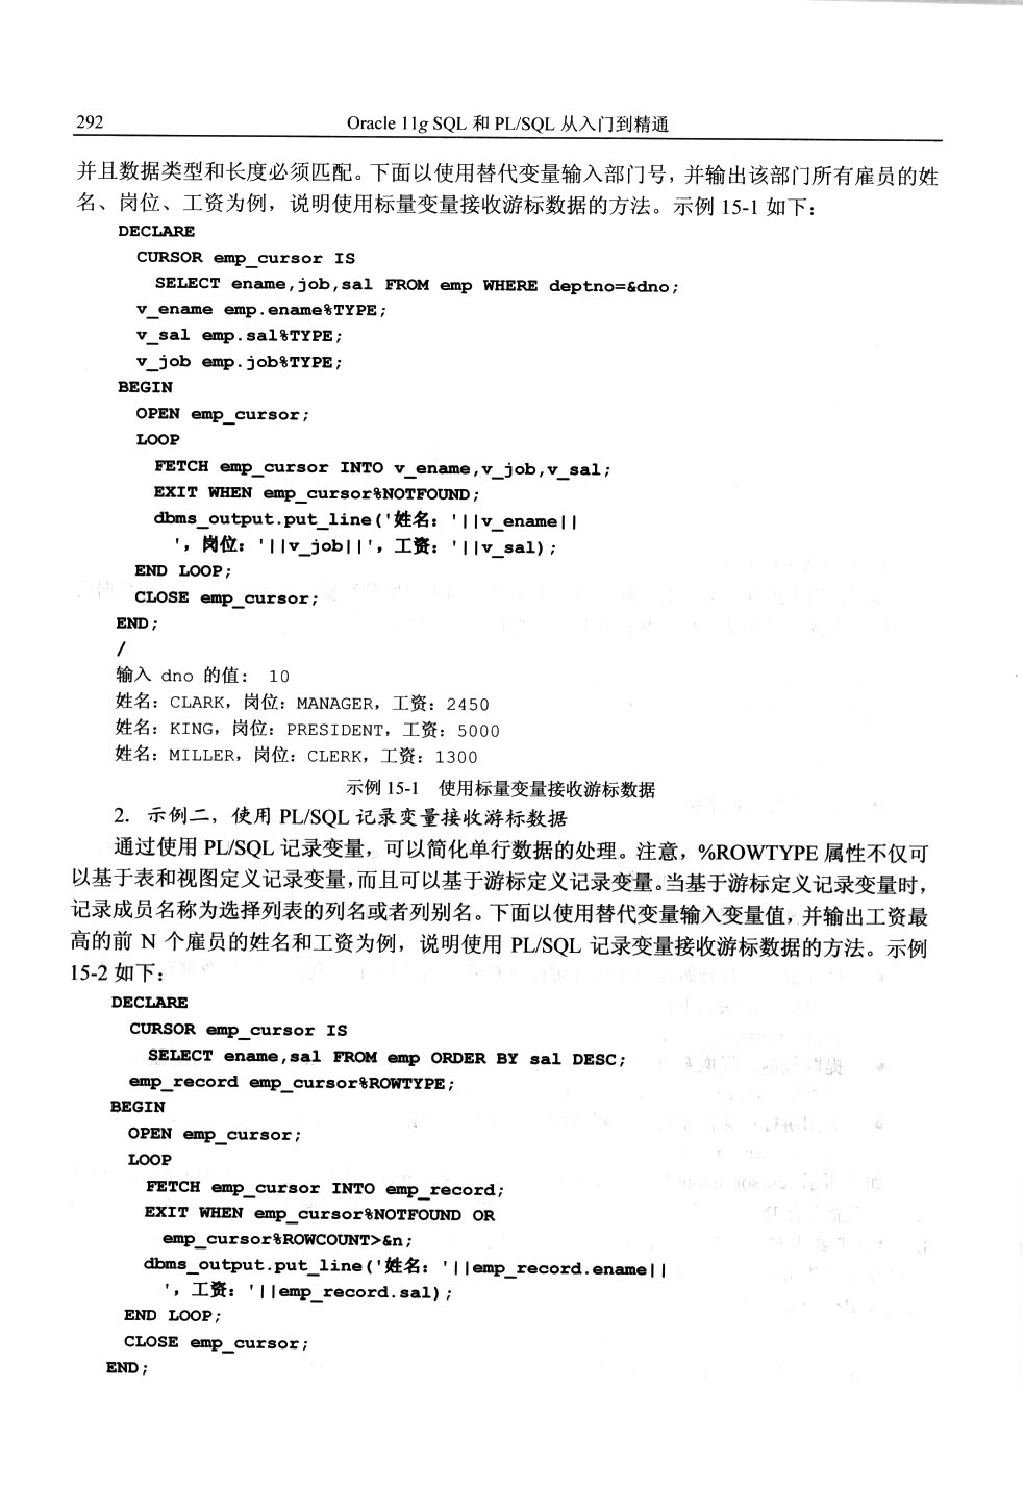 292 Oracle 11g SQL 和 PL/SQL 从入门到精通
并且数据类型和长度必须匹配。下面以使用替代变量输入部门号，并输出该部门所有雇员的姓
名、岗位、工资为例，说明使用标量变量接收游标数据的方法。示例 15-1 如下：
DECLARE
CURSOR emp_cursor IS
SELECT ename,job,sal FROM emp WHERE deptno=&dno;
v_ename emp.ename%TYPE;
v_sal emp.sal%TYPE;
v_job emp.job%TYPE;
BEGIN
OPEN emp_cursor;
LOOP
FETCH emp_cursor INTO v_ename,v_job,v_sal;
EXIT WHEN emp_cursor%NOTFOUND;
dbms_output.put_line('姓名：'||v_ename||
'，岗位：'||v_job||'，工资：'||v_sal);
END LOOP;
CLOSE emp_cursor;
END;
/
输入 dno 的值： 10
姓名：CLARK，岗位：MANAGER，工资：2450
姓名：KING，岗位：PRESIDENT，工资：5000
姓名：MILLER，岗位：CLERK，工资：1300
示例 15-1 使用标量变量接收游标数据
2. 示例二，使用 PL/SQL 记录变量接收游标数据
通过使用 PL/SQL 记录变量，可以简化单行数据的处理。注意，%ROWTYPE 属性不仅可
以基于表和视图定义记录变量，而且可以基于游标定义记录变量。当基于游标定义记录变量时，
记录成员名称为选择列表的列名或者列别名。下面以使用替代变量输入变量值，并输出工资最
高的前 N 个雇员的姓名和工资为例，说明使用 PL/SQL 记录变量接收游标数据的方法。示例
15-2 如下：
DECLARE
CURSOR emp_cursor IS
SELECT ename,sal FROM emp ORDER BY sal DESC;
emp_record emp_cursor%ROWTYPE;
BEGIN
OPEN emp_cursor;
LOOP
FETCH emp_cursor INTO emp_record;
EXIT WHEN emp_cursor%NOTFOUND OR
emp_cursor%ROWCOUNT>&n;
dbms_output.put_line('姓名：'||emp_record.ename||
'，工资：'||emp_record.sal);
END LOOP;
CLOSE emp_cursor;
END;